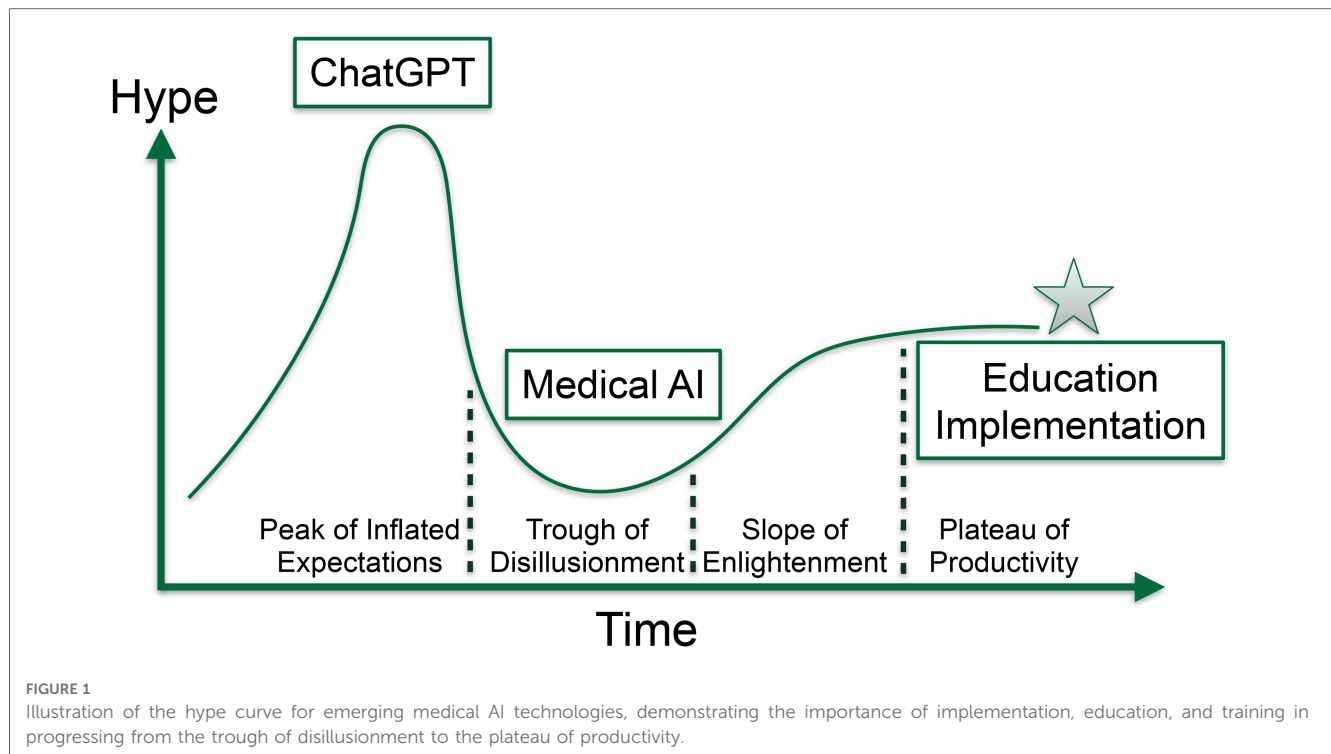 ChatGPT
Hype
Medical AI
Education
Implementation
Peak of Inflated
Expectations
Trough of
Disillusionment
Slope of
Enlightenment
Plateau of
Productivity
Time
FIGURE 1
Illustration of the hype curve for emerging medical AI technologies, demonstrating the importance of implementation, education, and training in
progressing from the trough of disillusionment to the plateau of productivity.